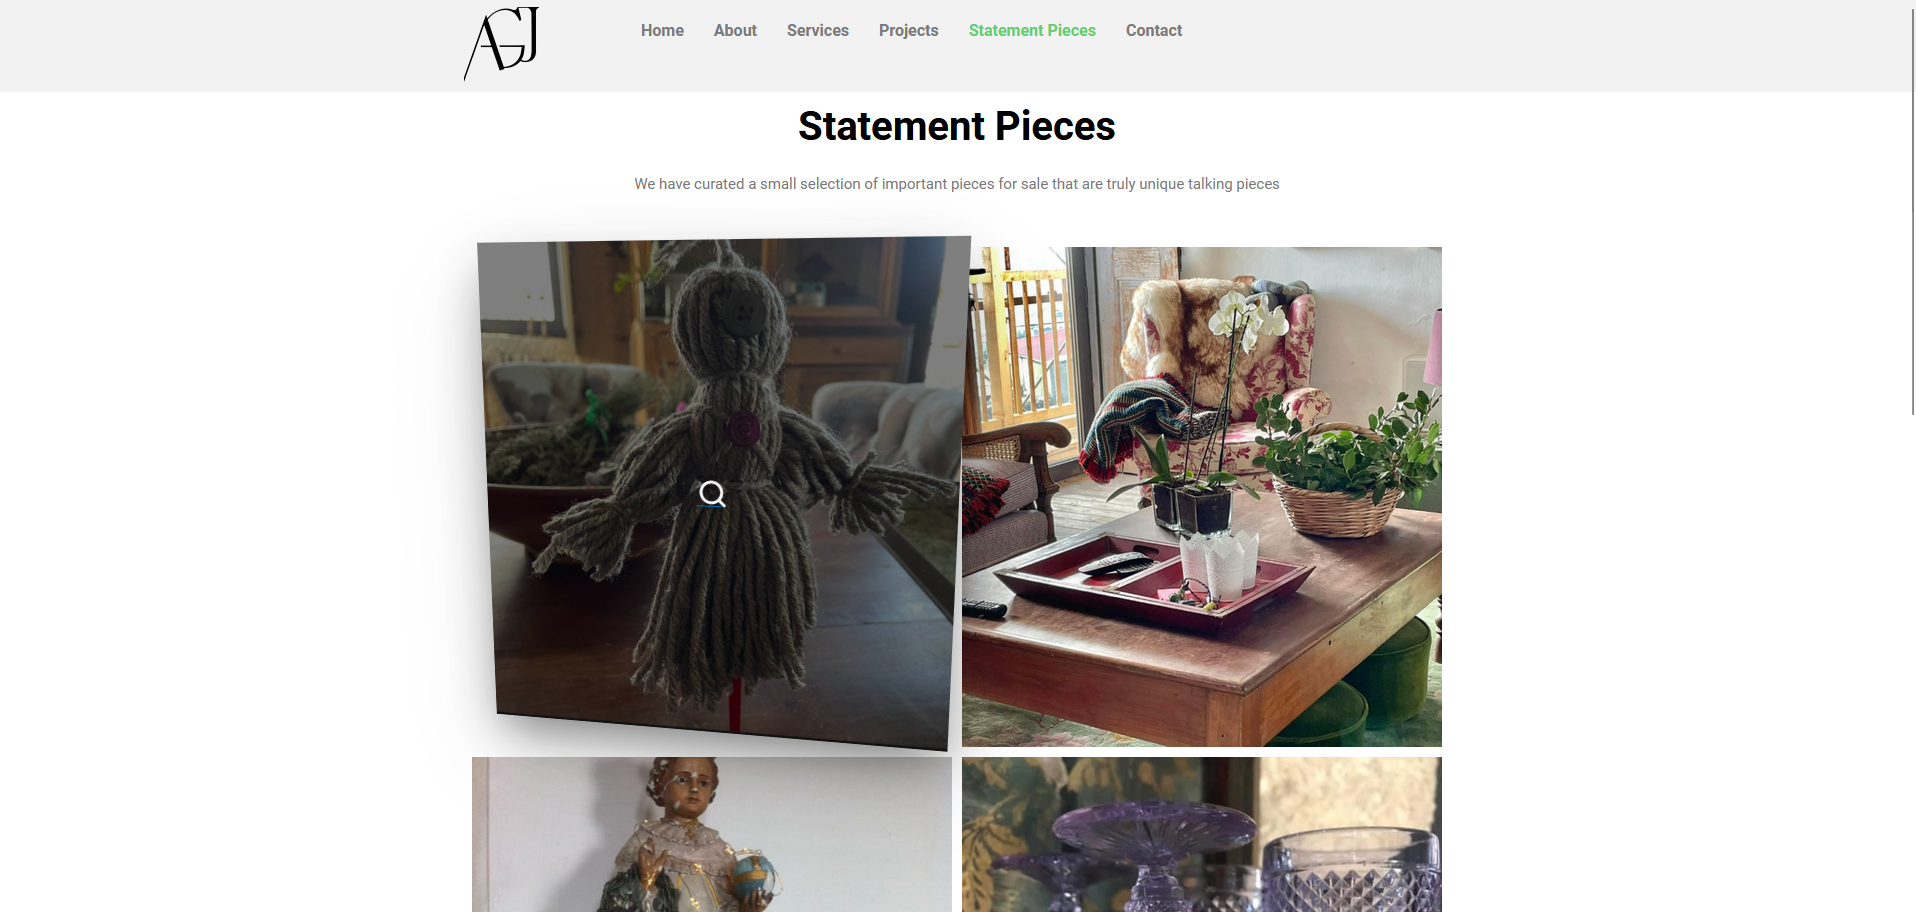 AGJ
Home About Services Projects Statement Pieces Contact
Statement Pieces
We have curated a small selection of important pieces for sale that are truly unique talking pieces